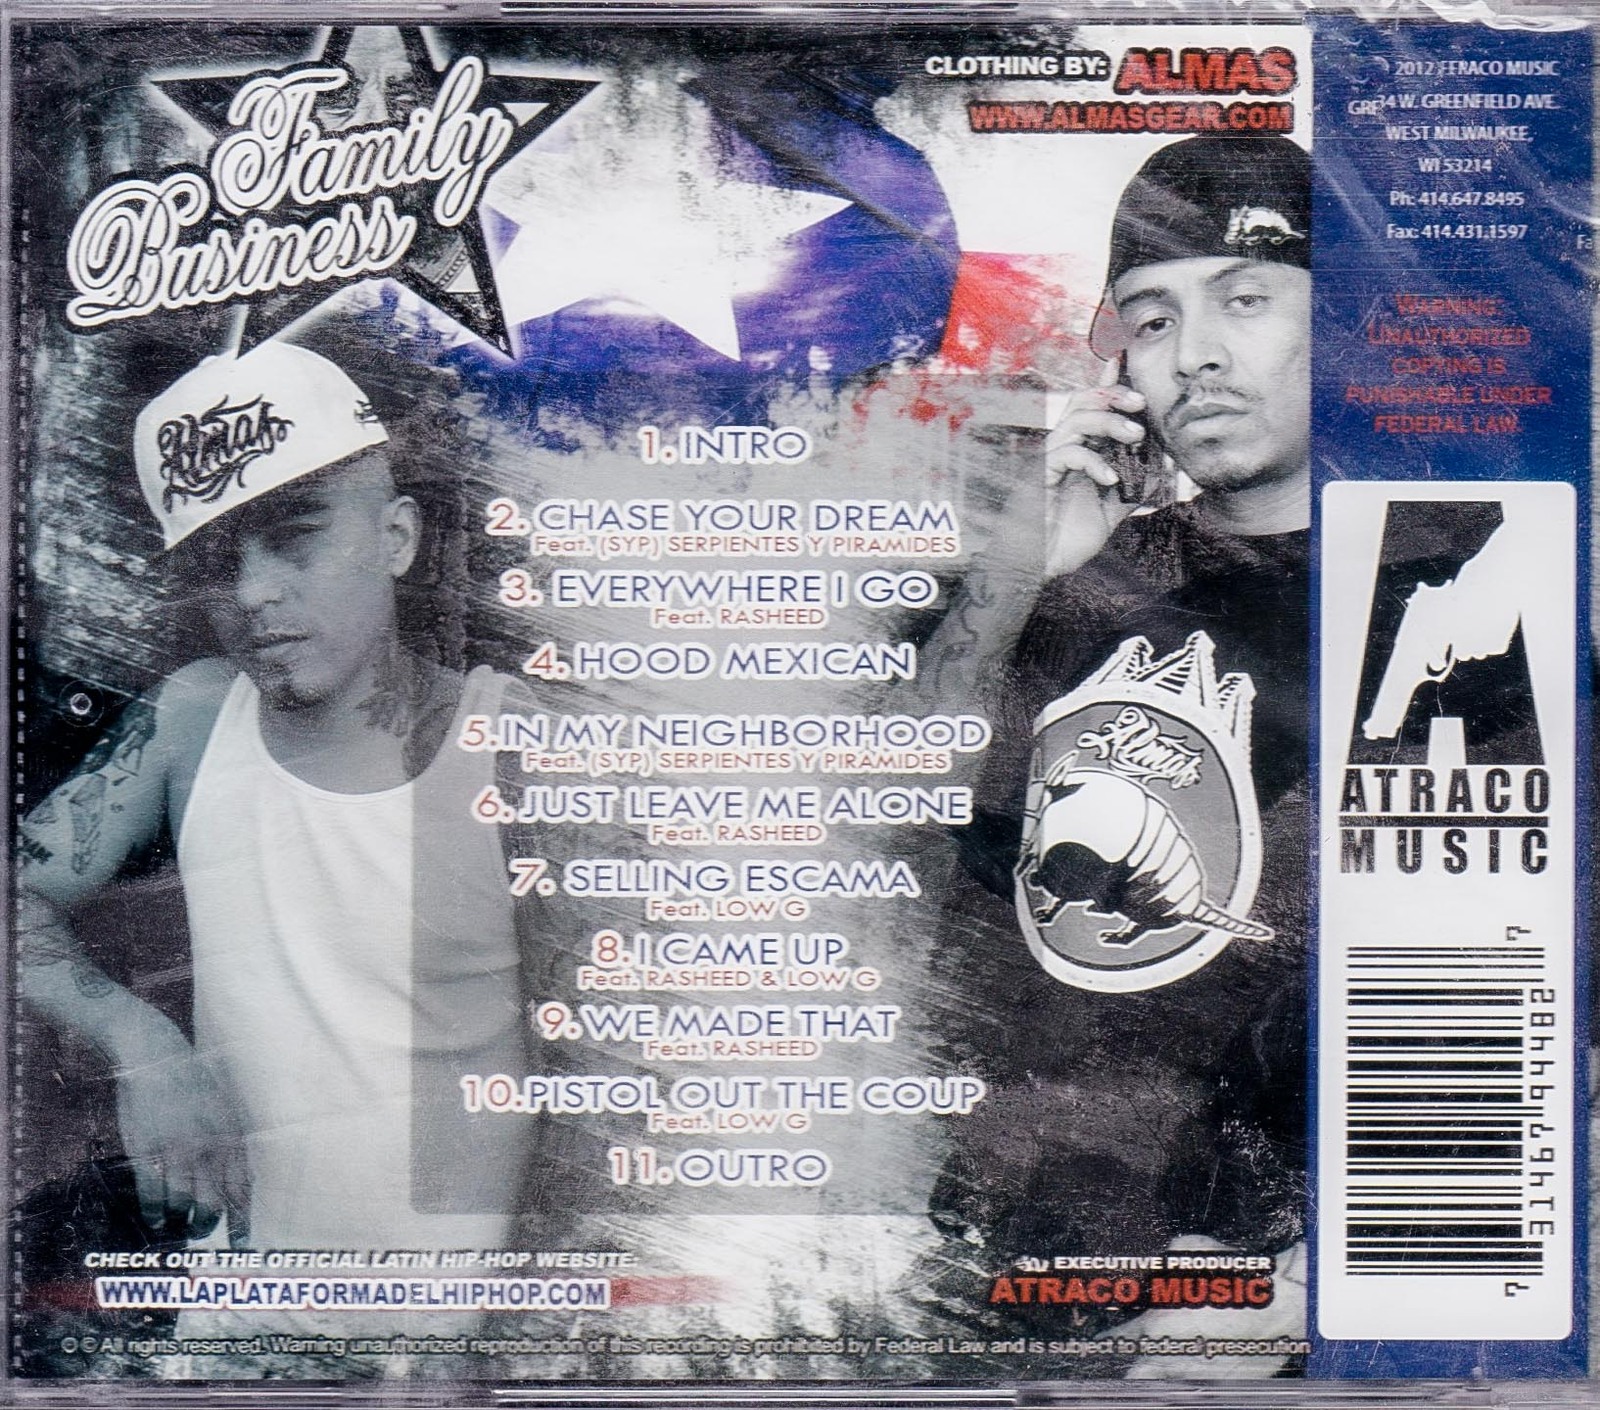 Family
Business
CLOTHING BY: ALMAS
WWW.ALMASGEAR.COM
Almas
1. INTRO
2. CHASE YOUR DREAM
Feat. (SYP) SERPIENTES Y PIRAMIDES
3. EVERYWHERE I GO
Feat. RASHEED
4. HOOD MEXICAN
5. IN MY NEIGHBORHOOD
Feat. (SYP) SERPIENTES Y PIRAMIDES
6. JUST LEAVE ME ALONE
Feat. RASHEED
7. SELLING ESCAMA
Feat. LOW G
8. I CAME UP
Feat. RASHEED & LOW G
9. WE MADE THAT
Feat. RASHEED
10. PISTOL OUT THE COUP
Feat. LOW G
11. OUTRO
Almas
CHECK OUT THE OFFICIAL LATIN HIP-HOP WEBSITE:
WWW.LAPLATAFORMADELHIPHOP.COM
EXECUTIVE PRODUCER
ATRACO MUSIC
℗ © All rights reserved. Warning unauthorized reproduction of this recording is prohibited by Federal Law and is subject to federal presecution
2012 MUSIC
W. GREENFIELD AVE.
WEST MILWAUKEE,
WI 53214
Ph: 414.647.8495
Fax: 414.431.1597
WARNING:
UNAUTHORIZED
COPYING IS
PUNISHABLE UNDER
FEDERAL LAW.
ATRACO
MUSIC
7 28449 67413 7